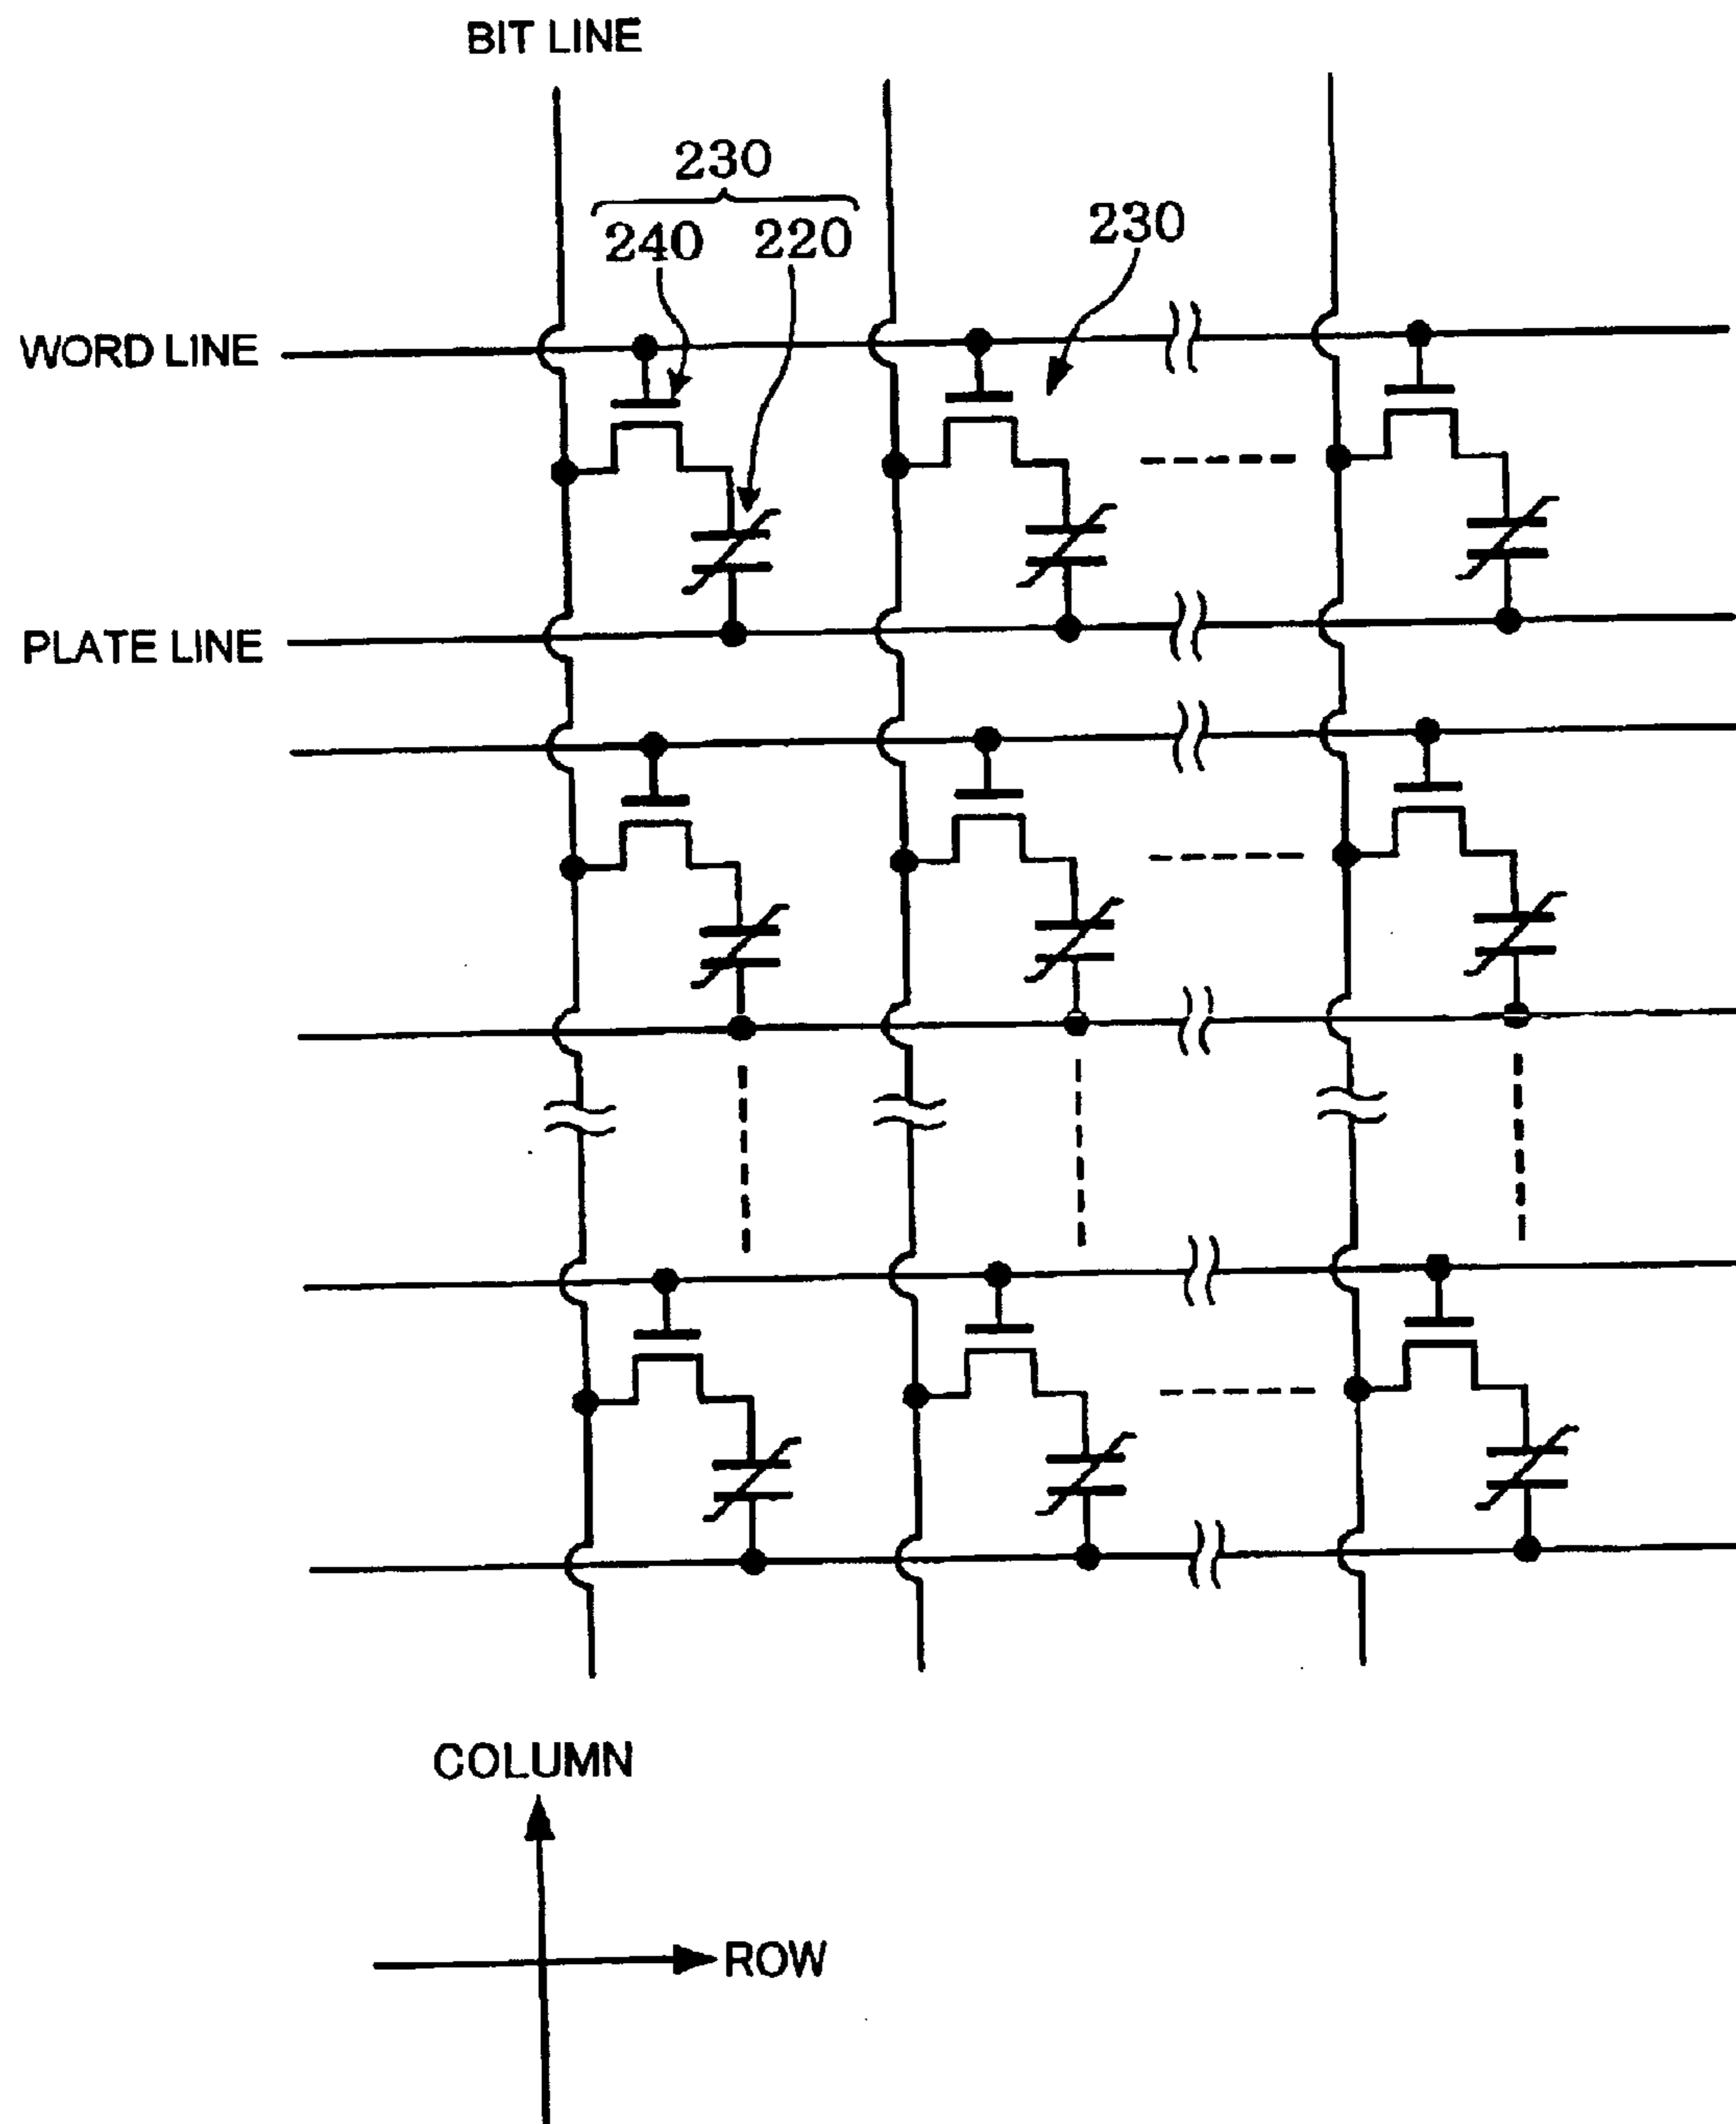 BIT LINE
230
240 220
230
WORD LINE
PLATE LINE
COLUMN
ROW